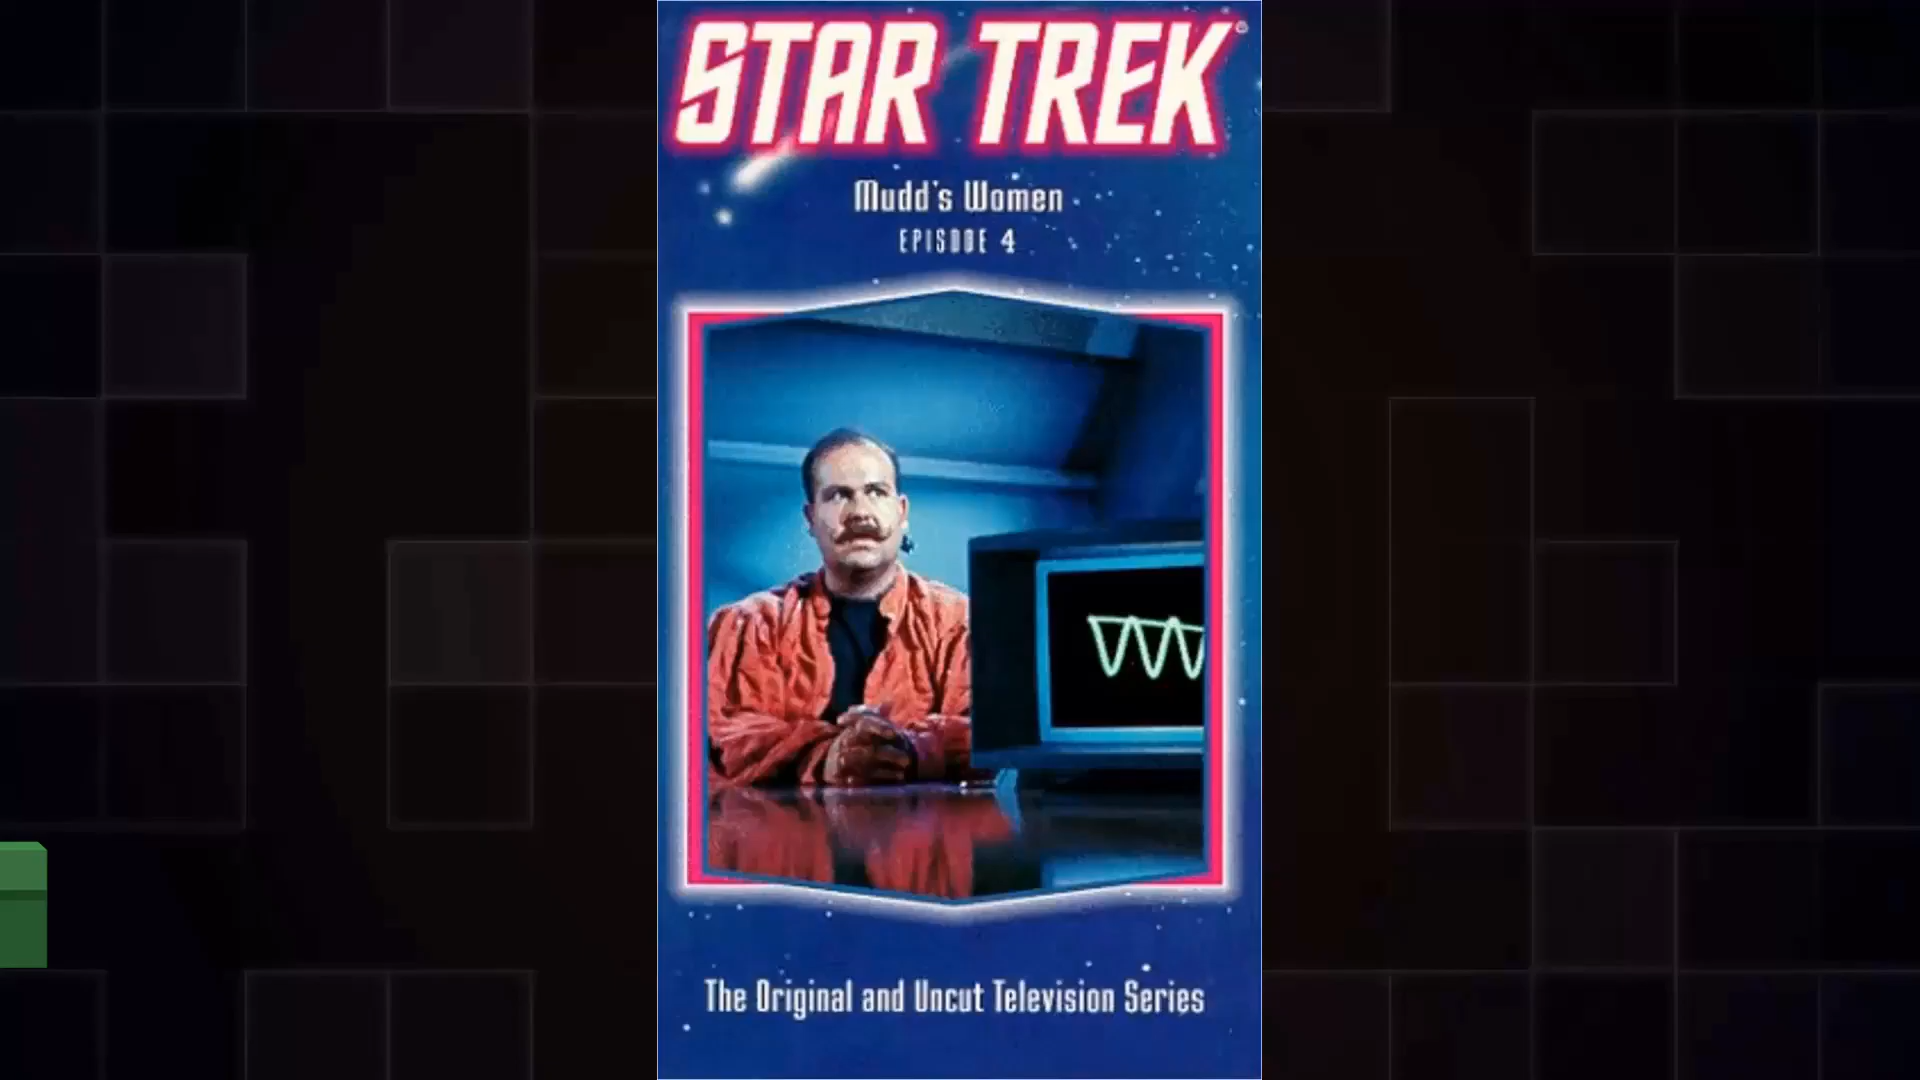 STAR TREK®
Mudd's Women
EPISODE 4
The Original and Uncut Television Series